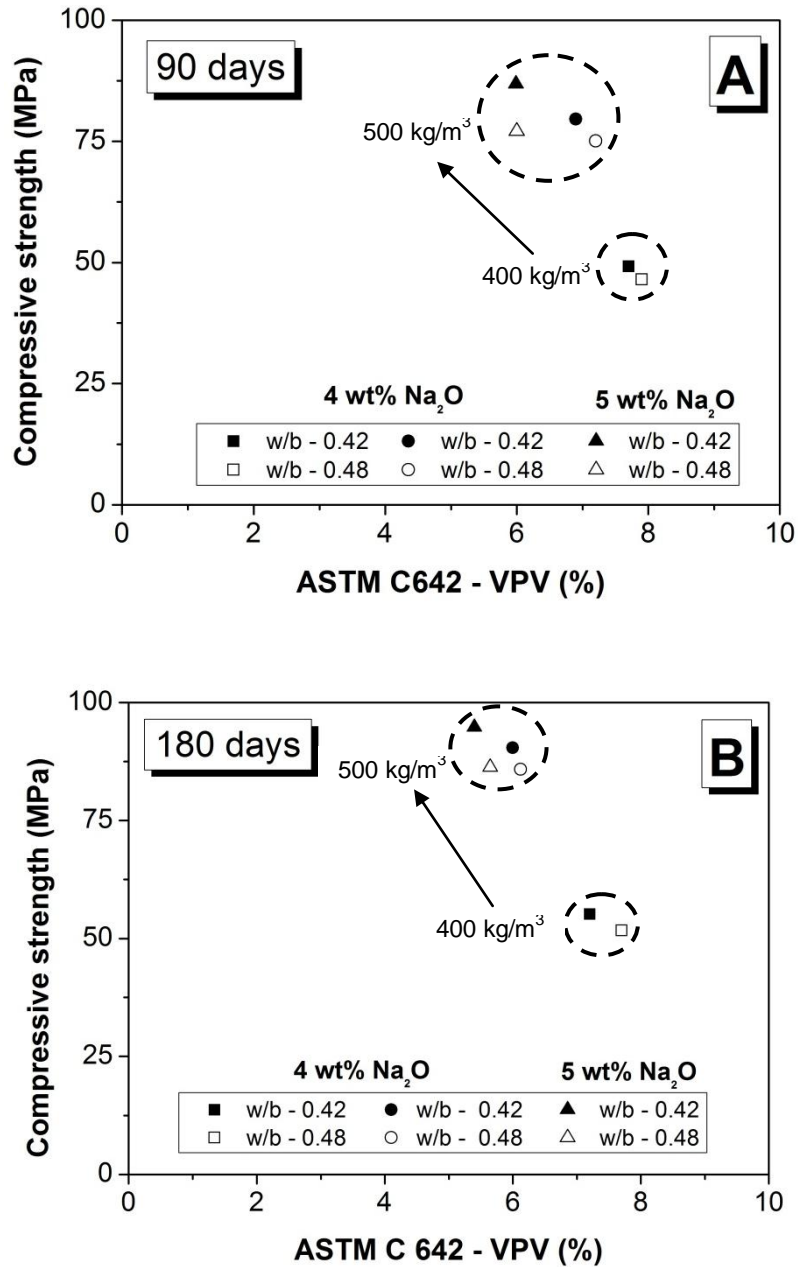 100
90 days
A
Compressive strength (MPa)
75
500 kg/m³
50
400 kg/m³
4 wt% Na₂O
5 wt% Na₂O
25
■ w/b - 0.42 ● w/b - 0.42 ▲ w/b - 0.42
□ w/b - 0.48 ○ w/b - 0.48 △ w/b - 0.48
0
0 2 4 6 8 10
ASTM C642 - VPV (%)
100
180 days
B
Compressive strength (MPa)
500 kg/m³
75
400 kg/m³
50
25
4 wt% Na₂O
5 wt% Na₂O
■ w/b - 0.42 ● w/b - 0.42 ▲ w/b - 0.42
□ w/b - 0.48 ○ w/b - 0.48 △ w/b - 0.48
0
0 2 4 6 8 10
ASTM C 642 - VPV (%)